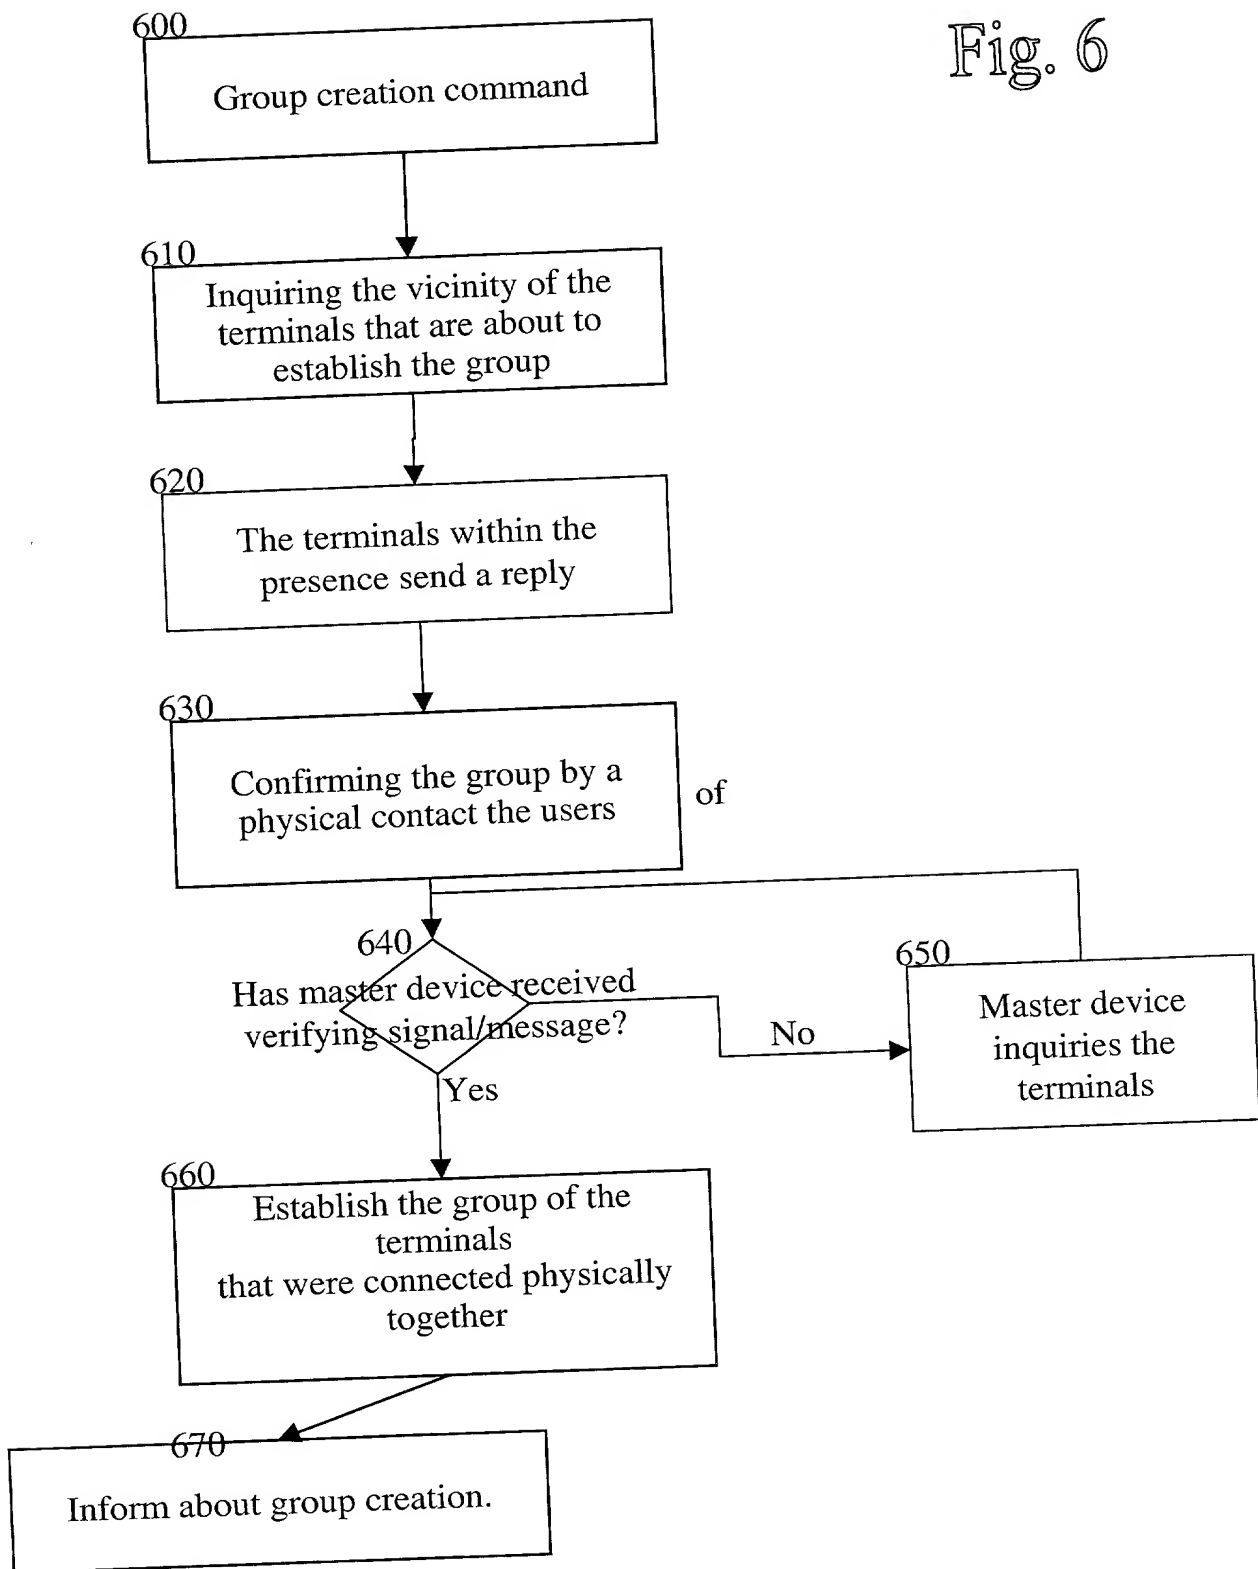 Fig. 6
600
Group creation command
610
Inquiring the vicinity of the
terminals that are about to
establish the group
620
The terminals within the
presence send a reply
630
Confirming the group by a
physical contact the users
of
640
Has master device received
verifying signal/message?
No
Yes
650
Master device
inquiries the
terminals
660
Establish the group of the
terminals
that were connected physically
together
670
Inform about group creation.